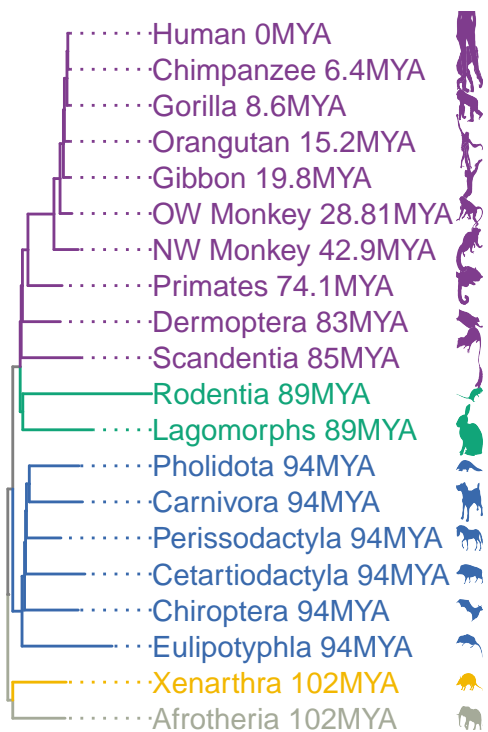 Human 0MYA
Chimpanzee 6.4MYA
Gorilla 8.6MYA
Orangutan 15.2MYA
Gibbon 19.8MYA
OW Monkey 28.81MYA
NW Monkey 42.9MYA
Primates 74.1MYA
Dermoptera 83MYA
Scandentia 85MYA
Rodentia 89MYA
Lagomorphs 89MYA
Pholidota 94MYA
Carnivora 94MYA
Perissodactyla 94MYA
Cetartiodactyla 94MYA
Chiroptera 94MYA
Eulipotyphla 94MYA
Xenarthra 102MYA
Afrotheria 102MYA